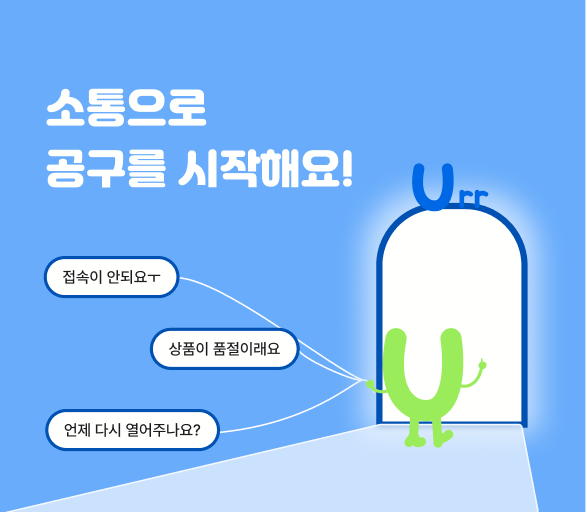 소통으로
공구를 시작해요!
Urr
접속이 안되요ㅜ
상품이 품절이래요
언제 다시 열어주나요?